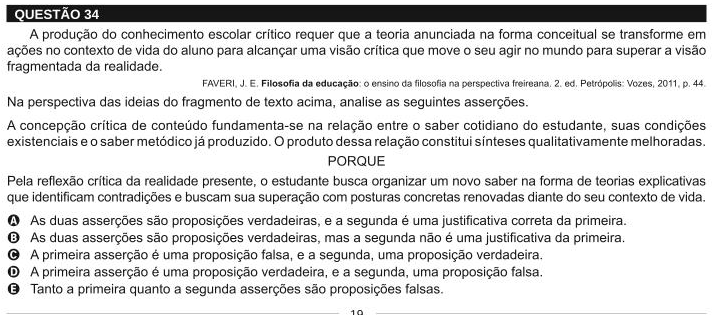 QUESTÃO 34
A produção do conhecimento escolar crítico requer que a teoria anunciada na forma conceitual se transforme em
ações no contexto de vida do aluno para alcançar uma visão crítica que move o seu agir no mundo para superar a visão
fragmentada da realidade.
FAVERI, J. E. Filosofia da educação: o ensino da filosofia na perspectiva freireana. 2. ed. Petrópolis: Vozes, 2011, p. 44.
Na perspectiva das ideias do fragmento de texto acima, analise as seguintes asserções.
A concepção crítica de conteúdo fundamenta-se na relação entre o saber cotidiano do estudante, suas condições
existenciais e o saber metódico já produzido. O produto dessa relação constitui sínteses qualitativamente melhoradas.
PORQUE
Pela reflexão crítica da realidade presente, o estudante busca organizar um novo saber na forma de teorias explicativas
que identificam contradições e buscam sua superação com posturas concretas renovadas diante do seu contexto de vida.
A As duas asserções são proposições verdadeiras, e a segunda é uma justificativa correta da primeira.
B As duas asserções são proposições verdadeiras, mas a segunda não é uma justificativa da primeira.
C A primeira asserção é uma proposição falsa, e a segunda, uma proposição verdadeira.
D A primeira asserção é uma proposição verdadeira, e a segunda, uma proposição falsa.
E Tanto a primeira quanto a segunda asserções são proposições falsas.
19